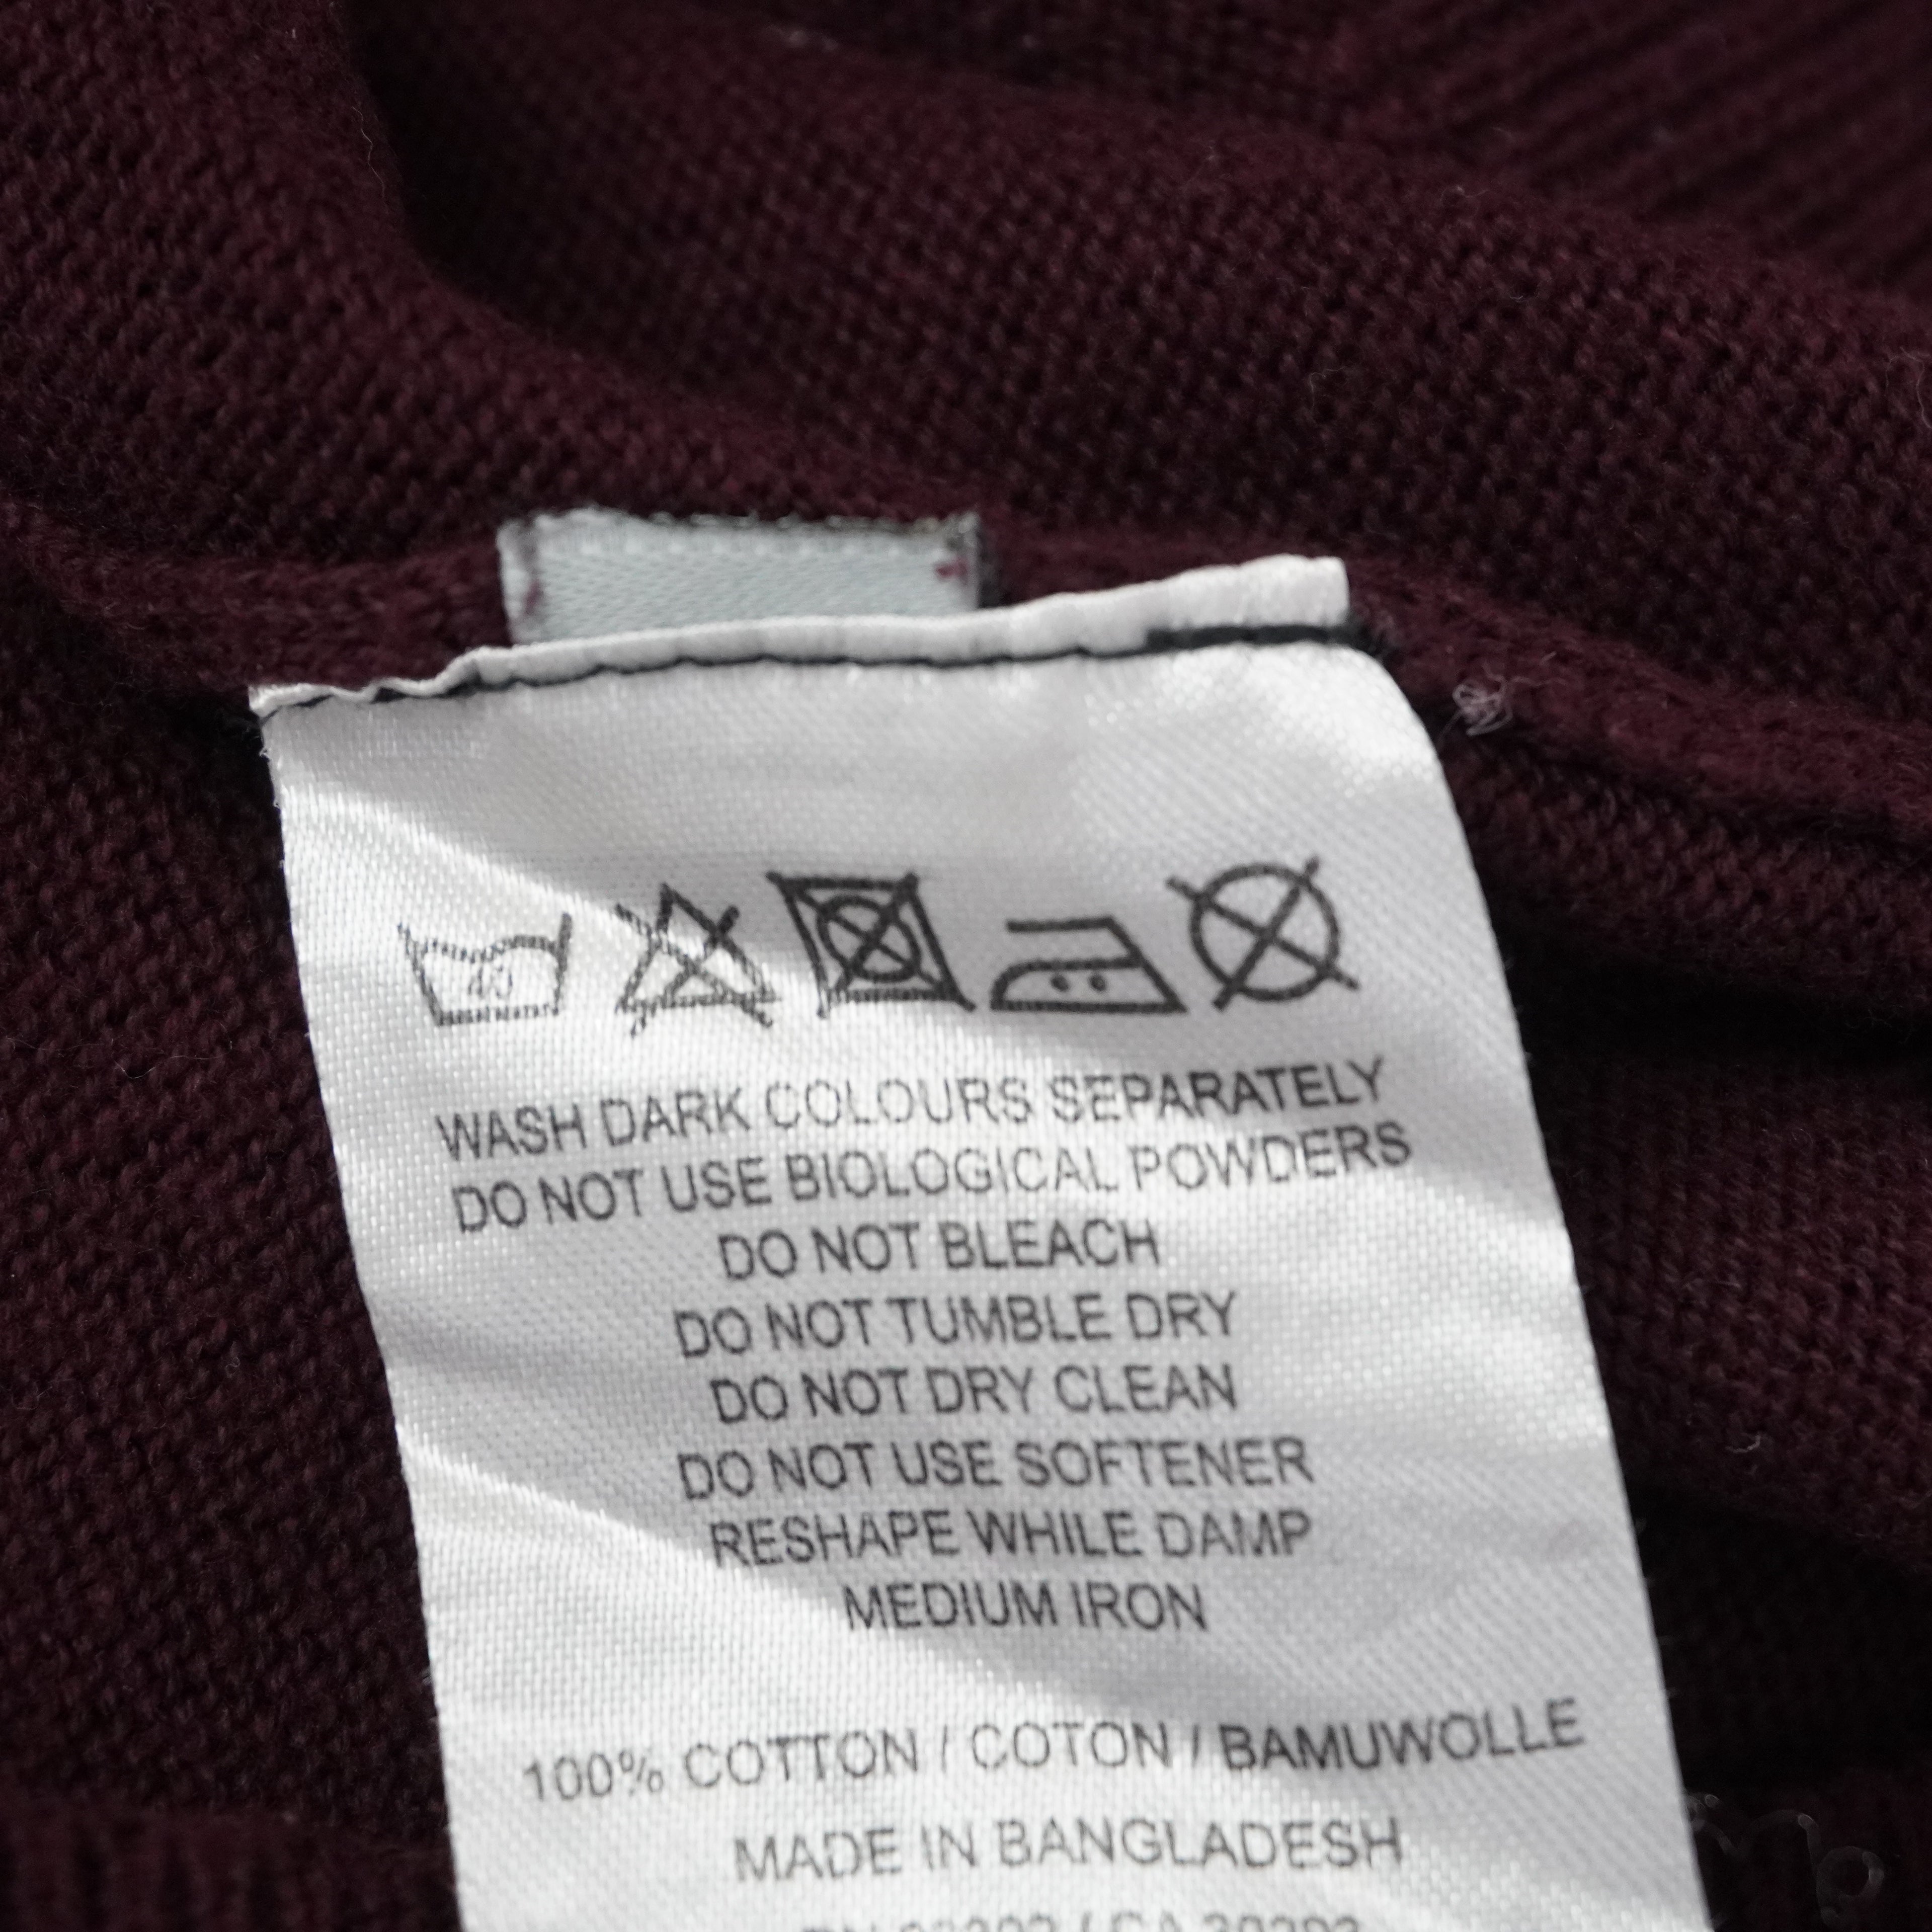 40
WASH DARK COLOURS SEPARATELY
DO NOT USE BIOLOGICAL POWDERS
DO NOT BLEACH
DO NOT TUMBLE DRY
DO NOT DRY CLEAN
DO NOT USE SOFTENER
RESHAPE WHILE DAMP
MEDIUM IRON
100% COTTON / COTON / BAMUWOLLE
MADE IN BANGLADESH